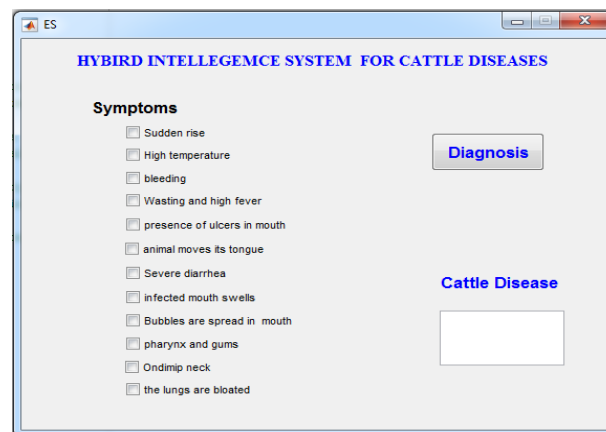 ES
HYBIRD INTELLEGEMCE SYSTEM FOR CATTLE DISEASES
Symptoms
Sudden rise
High temperature
bleeding
Wasting and high fever
presence of ulcers in mouth
animal moves its tongue
Severe diarrhea
infected mouth swells
Bubbles are spread in mouth
pharynx and gums
Ondimip neck
the lungs are bloated
Diagnosis
Cattle Disease